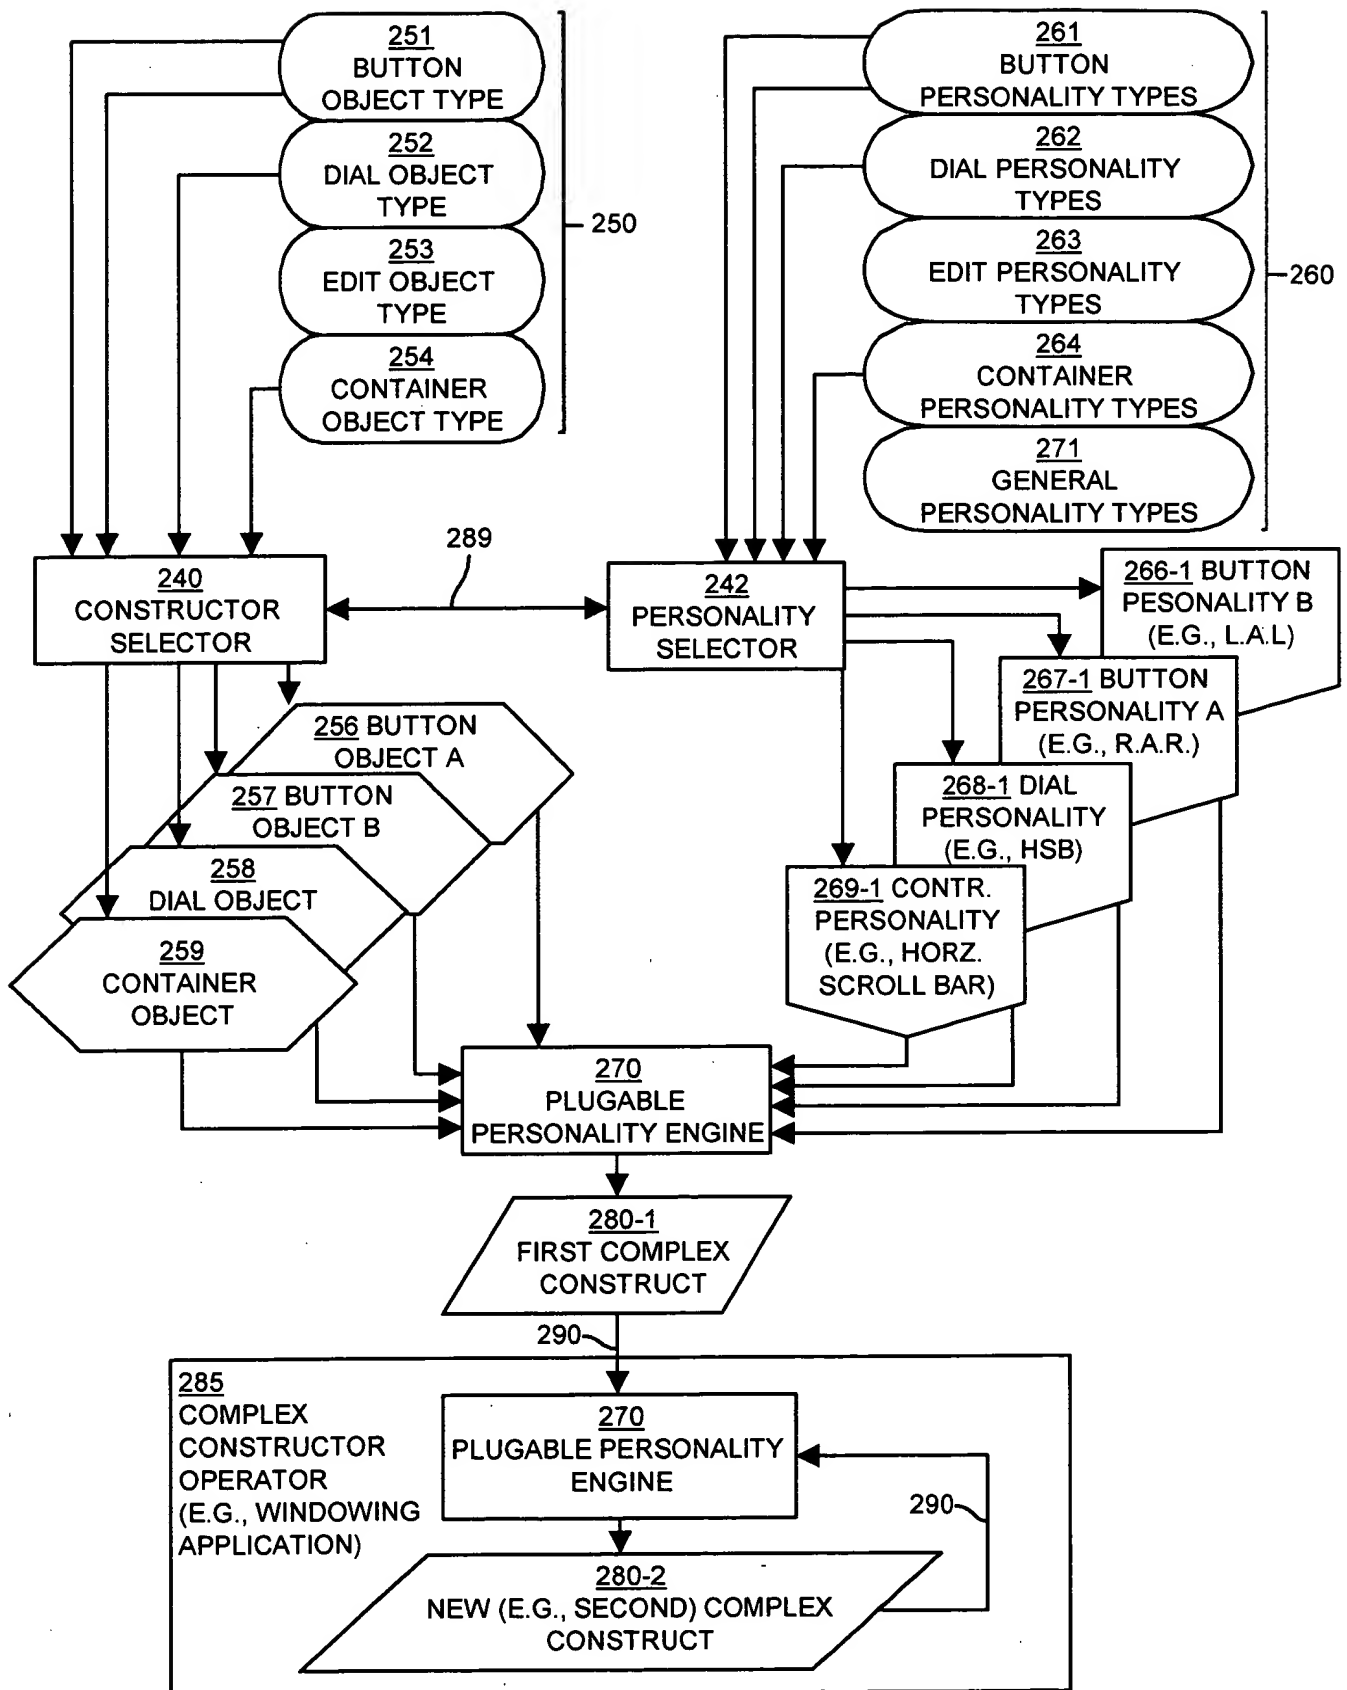 251
BUTTON
OBJECT TYPE
252
DIAL OBJECT
TYPE
253
EDIT OBJECT
TYPE
254
CONTAINER
OBJECT TYPE
250
261
BUTTON
PERSONALITY TYPES
262
DIAL PERSONALITY
TYPES
263
EDIT PERSONALITY
TYPES
264
CONTAINER
PERSONALITY TYPES
271
GENERAL
PERSONALITY TYPES
260
240
CONSTRUCTOR
SELECTOR
289
242
PERSONALITY
SELECTOR
266-1 BUTTON
PESONALITY B
(E.G., L.A.L)
267-1 BUTTON
PERSONALITY A
(E.G., R.A.R.)
268-1 DIAL
PERSONALITY
(E.G., HSB)
269-1 CONTR.
PERSONALITY
(E.G., HORZ.
SCROLL BAR)
256 BUTTON
OBJECT A
257 BUTTON
OBJECT B
258
DIAL OBJECT
259
CONTAINER
OBJECT
270
PLUGABLE
PERSONALITY ENGINE
280-1
FIRST COMPLEX
CONSTRUCT
290
285
COMPLEX
CONSTRUCTOR
OPERATOR
(E.G., WINDOWING
APPLICATION)
270
PLUGABLE PERSONALITY
ENGINE
290
280-2
NEW (E.G., SECOND) COMPLEX
CONSTRUCT